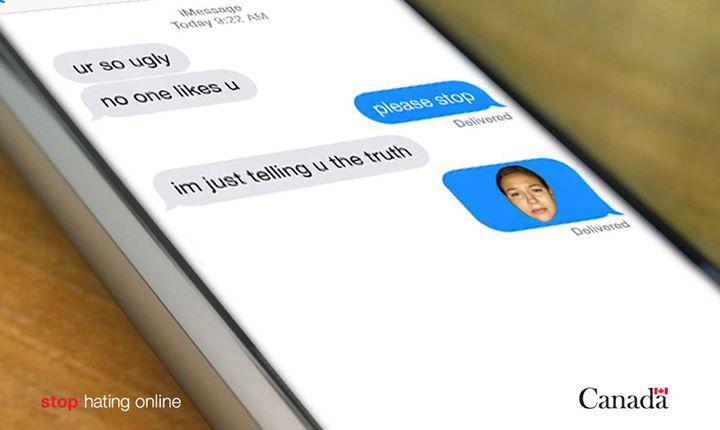 iMessage
Today 9:22 AM
ur so ugly
no one likes u
please stop
Delivered
im just telling u the truth
Delivered
stop hating online
Canada